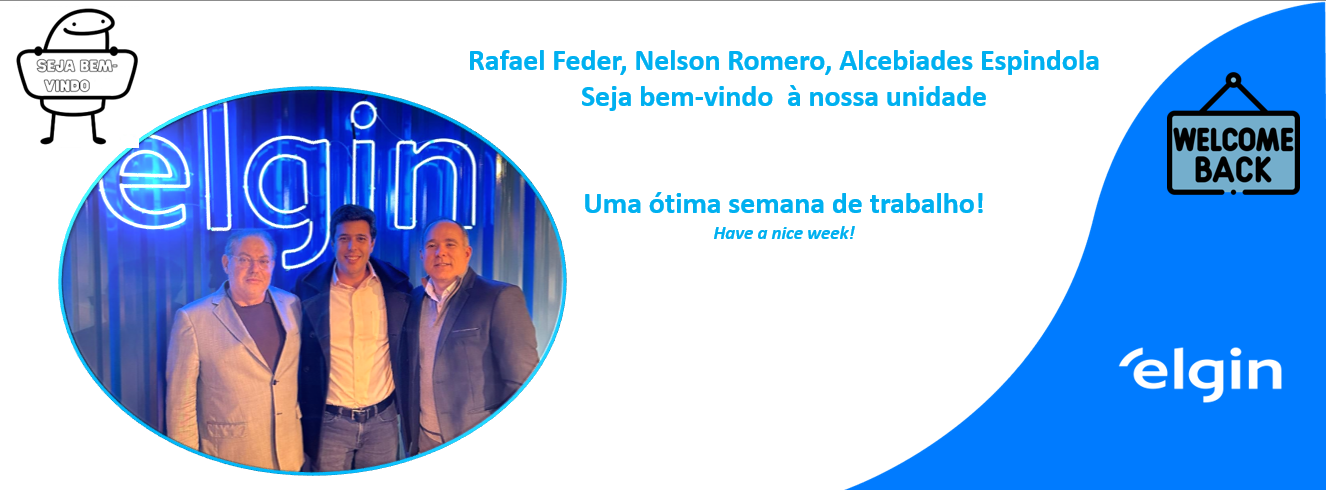 SEJA BEM-
VINDO
Rafael Feder, Nelson Romero, Alcebiades Espindola
Seja bem-vindo à nossa unidade
elgin
WELCOME
BACK
Uma ótima semana de trabalho!
Have a nice week!
elgin